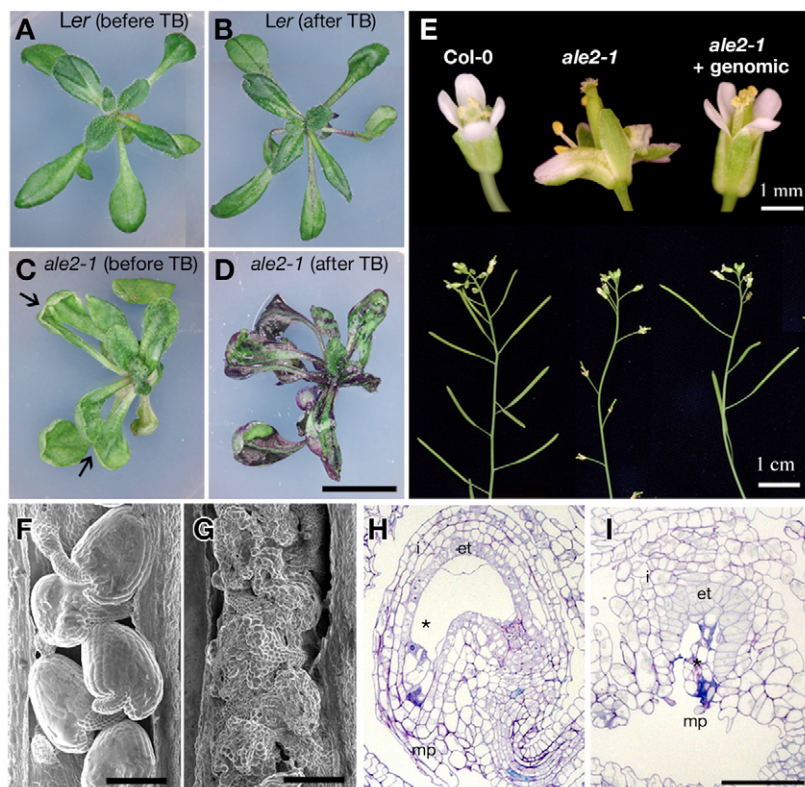 A
Ler (before TB)
B
Ler (after TB)
C
ale2-1 (before TB)
D
ale2-1 (after TB)
E
Col-0
ale2-1
ale2-1
+ genomic
1 mm
1 cm
F
G
H
i
et
*
mp
I
i
et
*
mp